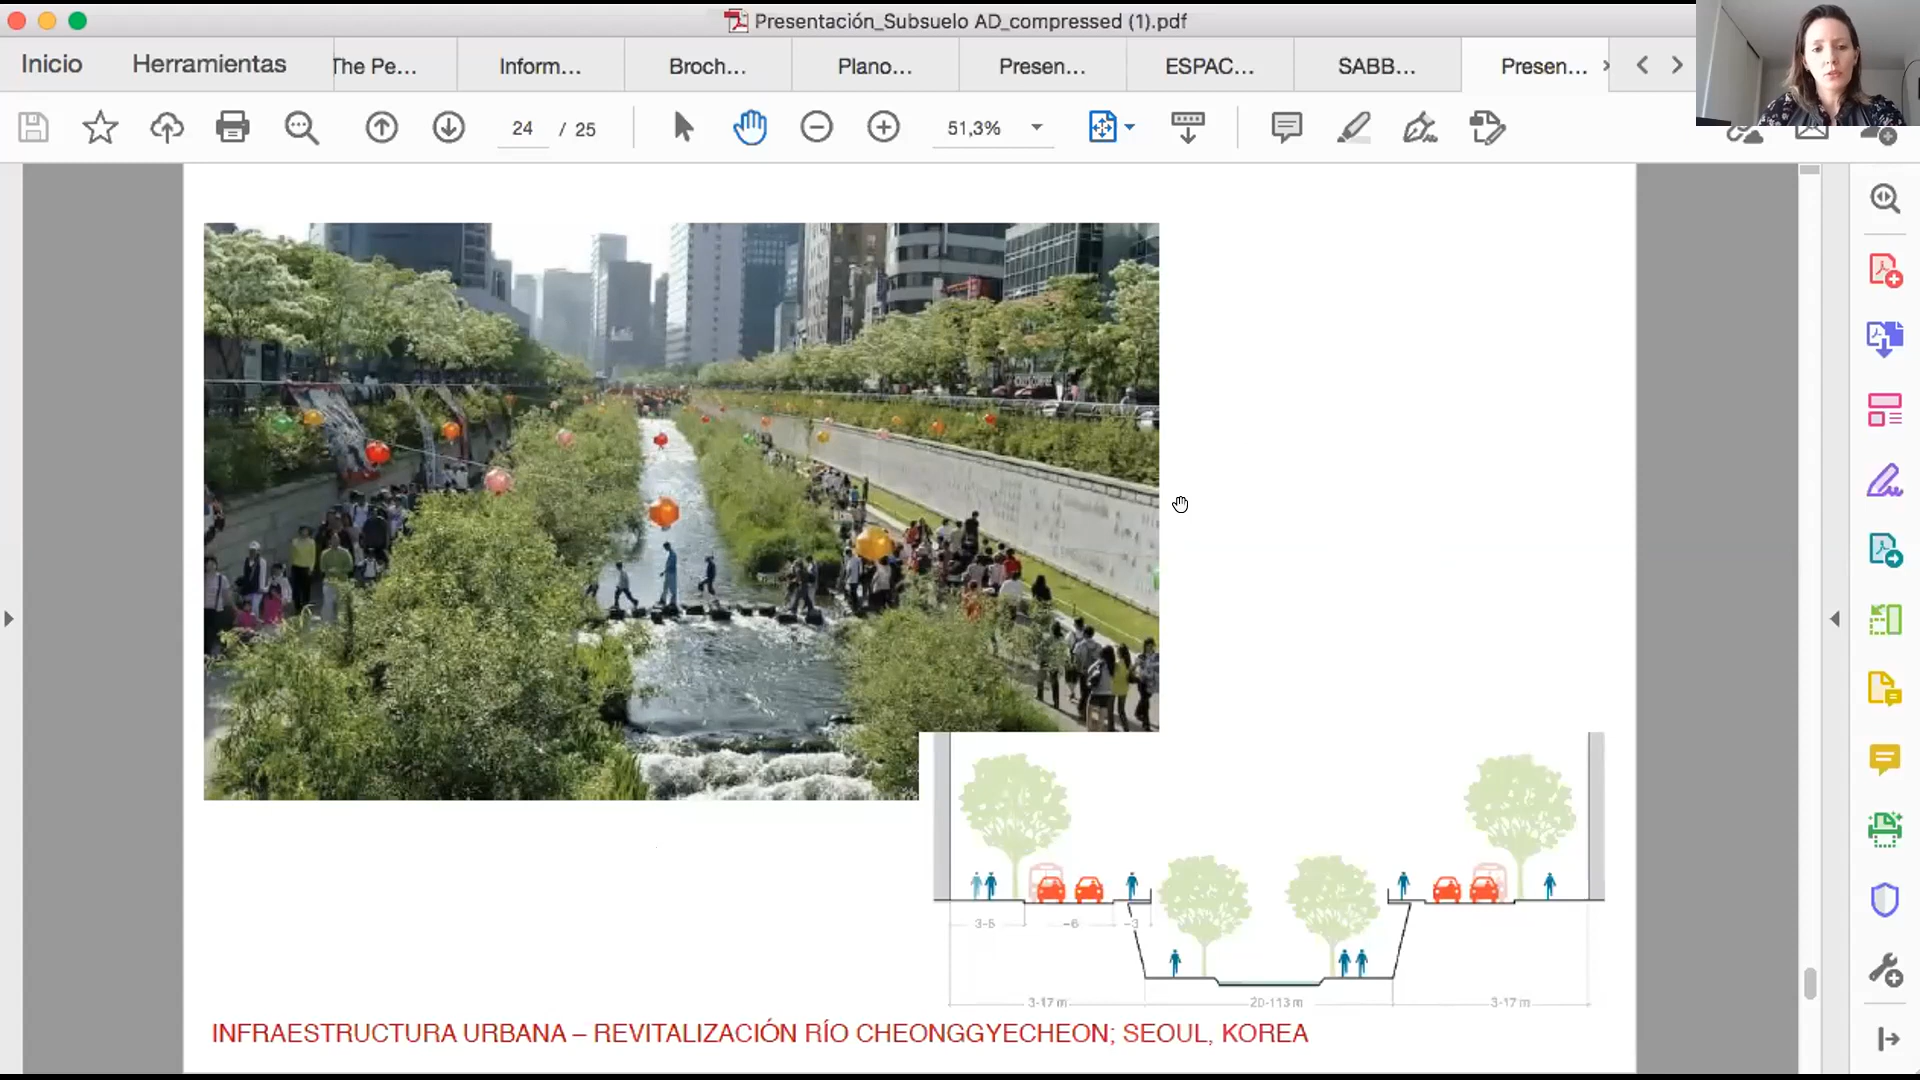 Presentación_Subsuelo AD_compressed (1).pdf
Inicio
Herramientas
The Pe...
Inform...
Broch...
Plano...
Presen...
ESPAC...
SABB...
Presen...
24 / 25
51,3%
3-5
~6
~3
3-17 m
20-113 m
3-17 m
INFRAESTRUCTURA URBANA – REVITALIZACIÓN RÍO CHEONGGYECHEON; SEOUL, KOREA